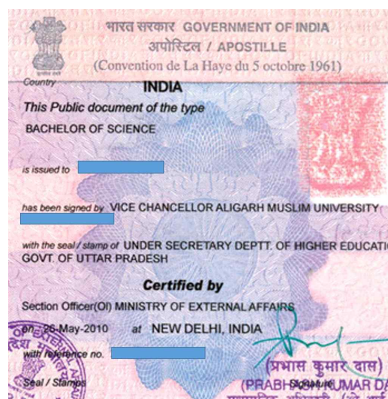 भारत सरकार GOVERNMENT OF INDIA
अपोस्टिल / APOSTILLE
(Convention de La Haye du 5 octobre 1961)
Country INDIA
This Public document of the type
BACHELOR OF SCIENCE
is issued to
has been signed by VICE CHANCELLOR ALIGARH MUSLIM UNIVERSITY
with the seal / stamp of UNDER SECRETARY DEPTT. OF HIGHER EDUCATI
GOVT. OF UTTAR PRADESH
Certified by
Section Officer(OI) MINISTRY OF EXTERNAL AFFAIRS
on 26-May-2010 at NEW DELHI, INDIA
with reference no.
(प्रभास कुमार दास)
Seal / Stamps (PRABHAS KUMAR DA
Signature